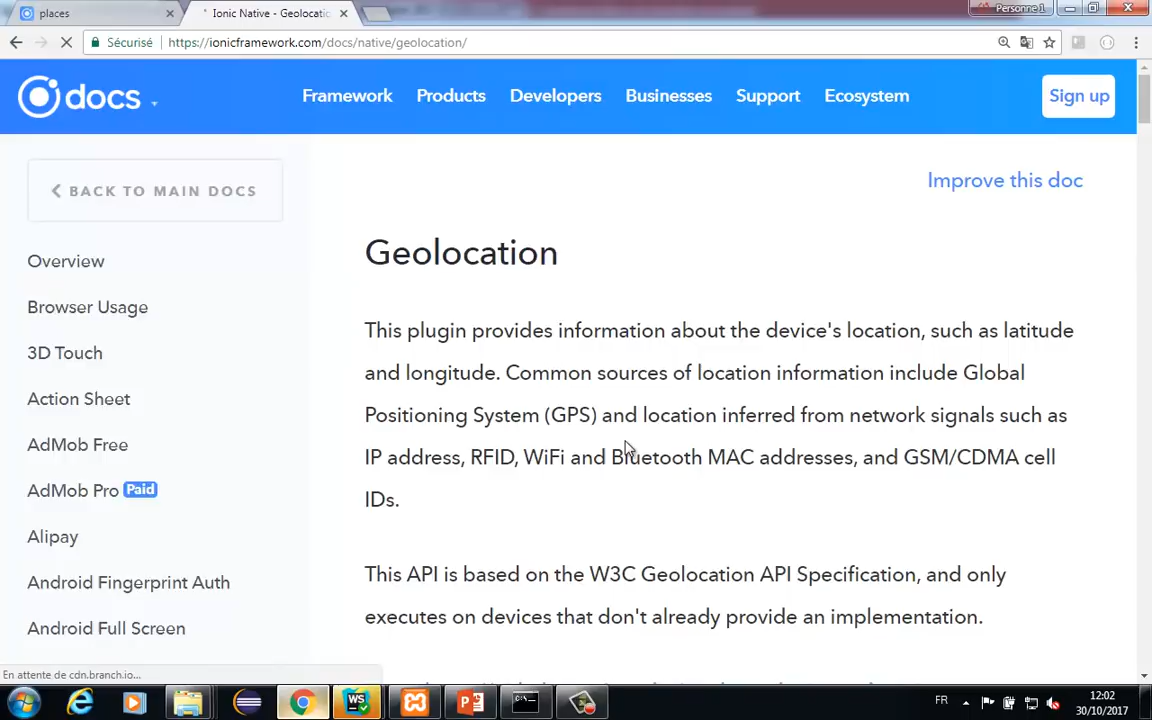 places
Ionic Native - Geolocatic
Personne 1
Sécurisé
https://ionicframework.com/docs/native/geolocation/
docs
Framework
Products
Developers
Businesses
Support
Ecosystem
Sign up
BACK TO MAIN DOCS
Overview
Browser Usage
3D Touch
Action Sheet
AdMob Free
AdMob Pro Paid
Alipay
Android Fingerprint Auth
Android Full Screen
Improve this doc
Geolocation
This plugin provides information about the device's location, such as latitude
and longitude. Common sources of location information include Global
Positioning System (GPS) and location inferred from network signals such as
IP address, RFID, WiFi and Bluetooth MAC addresses, and GSM/CDMA cell
IDs.
This API is based on the W3C Geolocation API Specification, and only
executes on devices that don't already provide an implementation.
En attente de cdn.branch.io...
WS
FR
12:02
30/10/2017